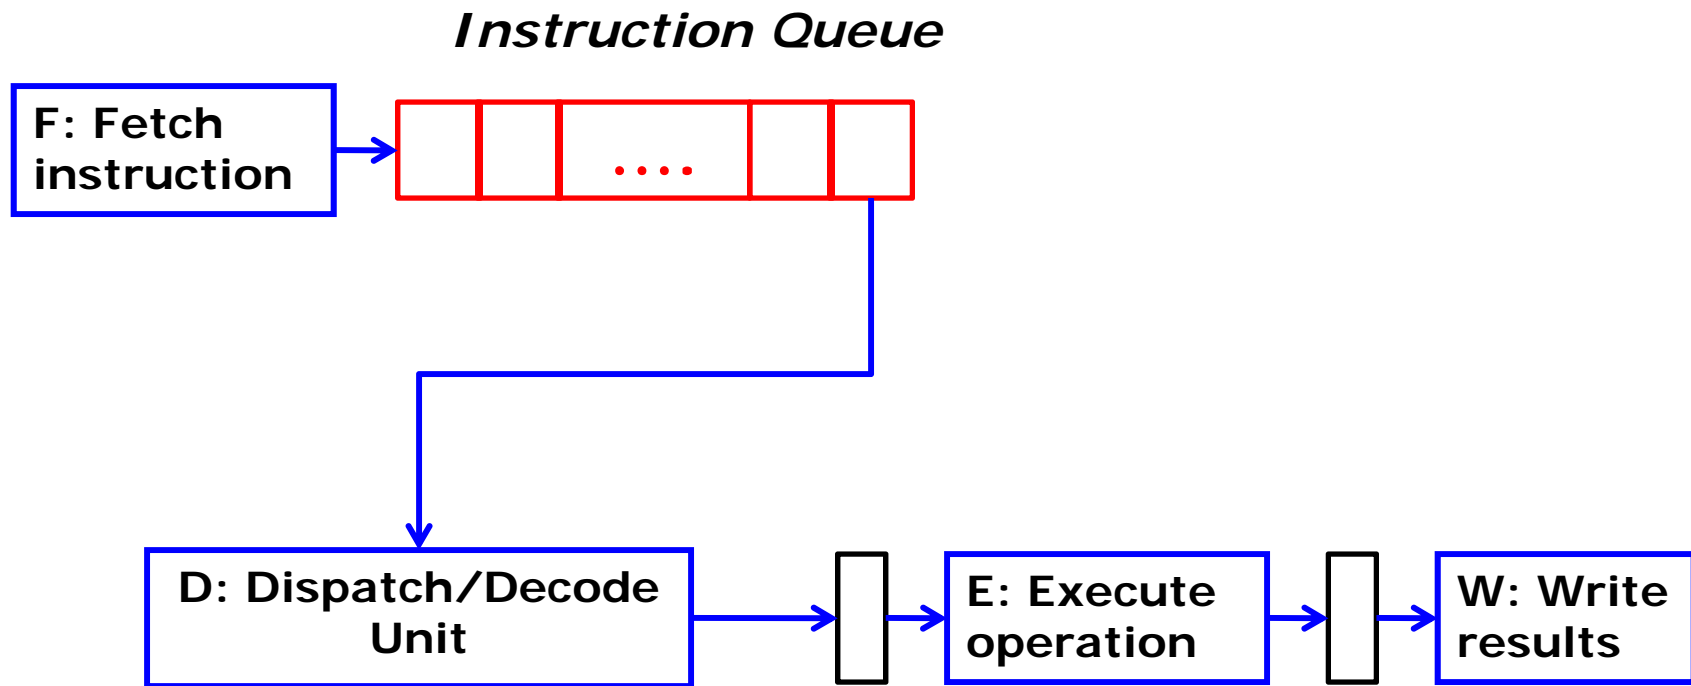 Instruction Queue
F: Fetch
instruction
....
D: Dispatch/Decode
Unit
E: Execute
operation
W: Write
results